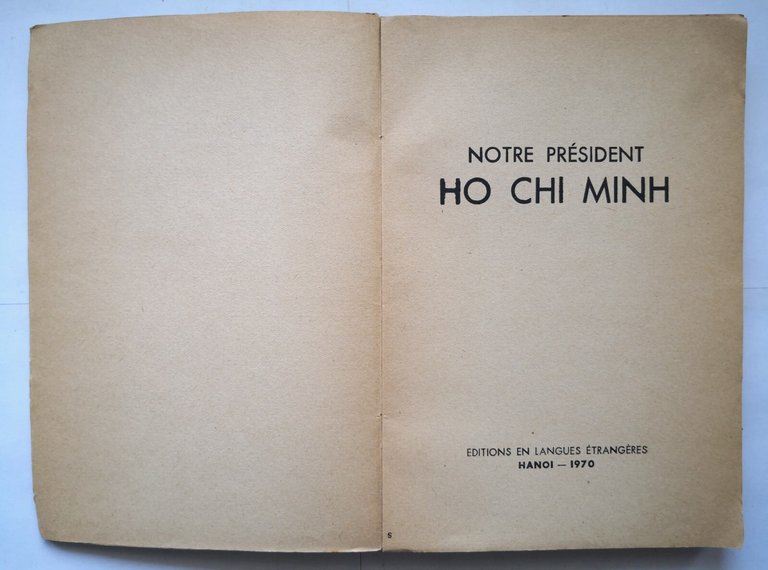 NOTRE PRÉSIDENT
HO CHI MINH
EDITIONS EN LANGUES ÉTRANGÈRES
HANOI — 1970
S